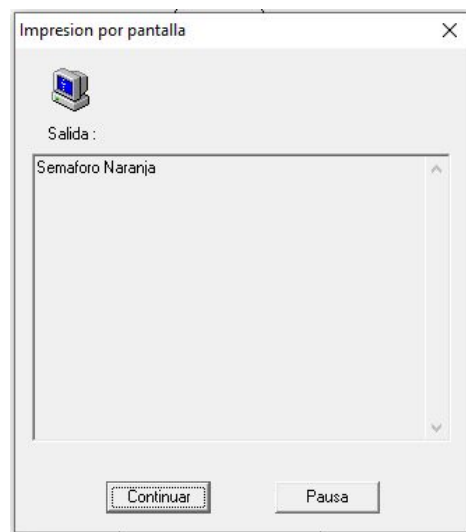 Impresion por pantalla
Salida :
Semaforo Naranja
Continuar
Pausa